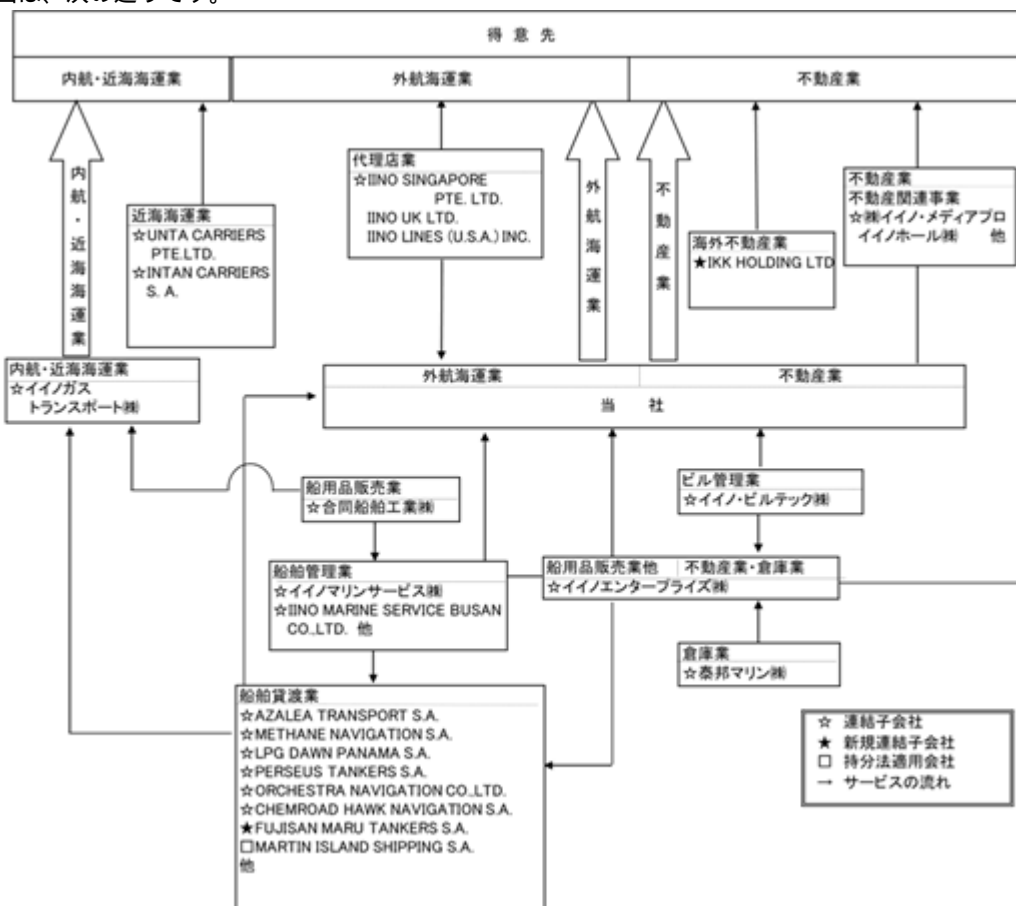 図は、次の通りです。
得 意 先
内航・近海海運業
外航海運業
不動産業
内航・近海海運業
近海海運業
☆UNTA CARRIERS
PTE.LTD.
☆INTAN CARRIERS
S. A.
代理店業
☆IINO SINGAPORE
PTE. LTD.
IINO UK LTD.
IINO LINES (U.S.A.) INC.
外航海運業
不動産業
海外不動産業
★IKK HOLDING LTD
不動産業
不動産関連事業
☆㈱イイノ・メディアプロ
イイノホール㈱ 他
内航・近海海運業
☆イイノガス
トランスポート㈱
外航海運業
不動産業
当 社
船用品販売業
☆合同船舶工業㈱
ビル管理業
☆イイノ・ビルテック㈱
船舶管理業
☆イイノマリンサービス㈱
☆IINO MARINE SERVICE BUSAN
CO.,LTD. 他
船用品販売業他
不動産業・倉庫業
☆イイノエンタープライズ㈱
倉庫業
☆泰邦マリン㈱
船舶貸渡業
☆AZALEA TRANSPORT S.A.
☆METHANE NAVIGATION S.A.
☆LPG DAWN PANAMA S.A.
☆PERSEUS TANKERS S.A.
☆ORCHESTRA NAVIGATION CO.,LTD.
☆CHEMROAD HAWK NAVIGATION S.A.
★FUJISAN MARU TANKERS S.A.
□MARTIN ISLAND SHIPPING S.A.
他
☆ 連結子会社
★ 新規連結子会社
□ 持分法適用会社
→ サービスの流れ